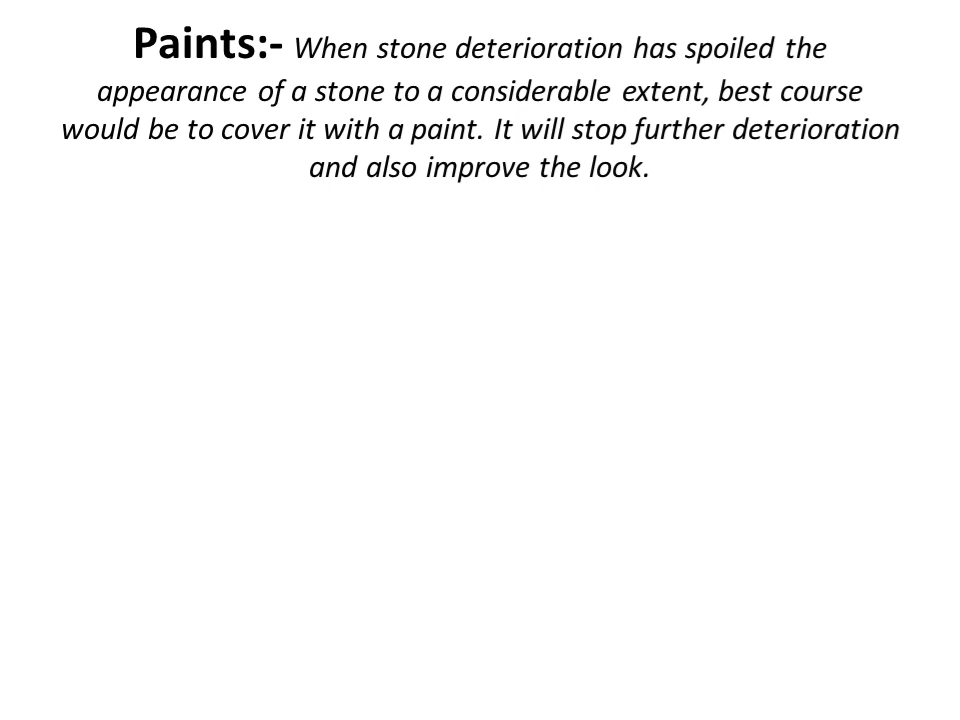 Paints:- When stone deterioration has spoiled the
appearance of a stone to a considerable extent, best course
would be to cover it with a paint. It will stop further deterioration
and also improve the look.